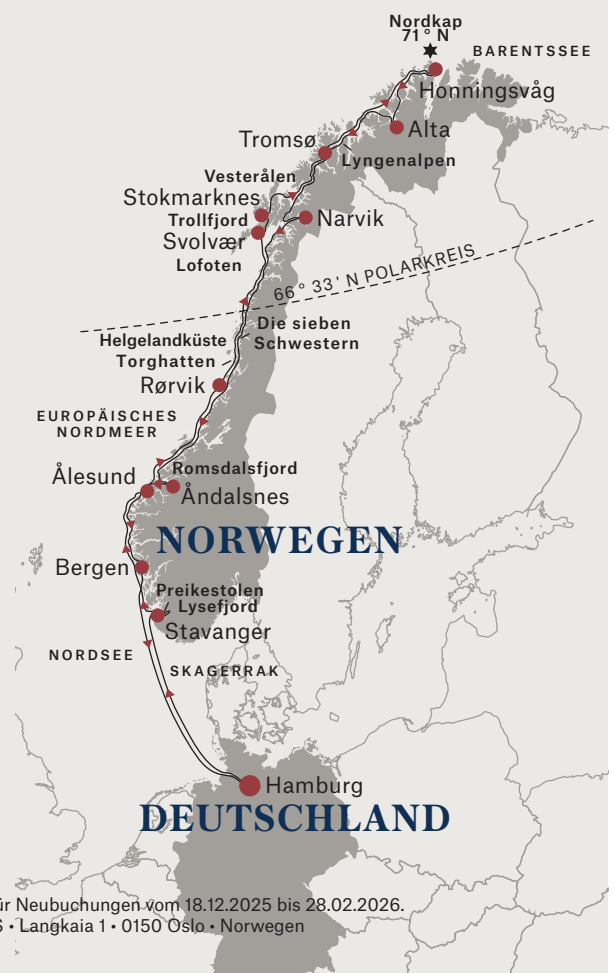 Nordkap
71° N
BARENTSSEE
Honningsvåg
Alta
Tromsø
Lyngenalpen
Vesterålen
Stokmarknes
Trollfjord
Narvik
Svolvær
Lofoten
66° 33' N POLARKREIS
Die sieben
Schwestern
Helgelandküste
Torghatten
Rørvik
EUROPÄISCHES
NORDMEER
Romsdalsfjord
Ålesund
Åndalsnes
NORWEGEN
Bergen
Preikestolen
Lysefjord
Stavanger
NORDSEE
SKAGERRAK
Hamburg
DEUTSCHLAND
Neubuchungen vom 18.12.2025 bis 28.02.2026.
• Langkaia 1 • 0150 Oslo • Norwegen